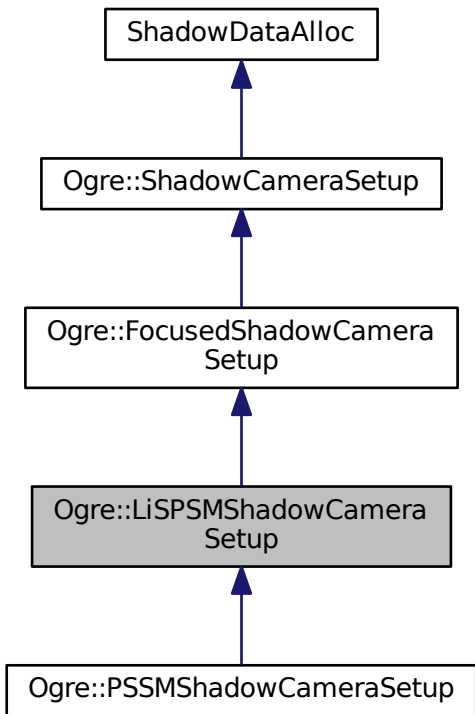 ShadowDataAlloc
Ogre::ShadowCameraSetup
Ogre::FocusedShadowCamera
Setup
Ogre::LiSPSMShadowCamera
Setup
Ogre::PSSMShadowCameraSetup